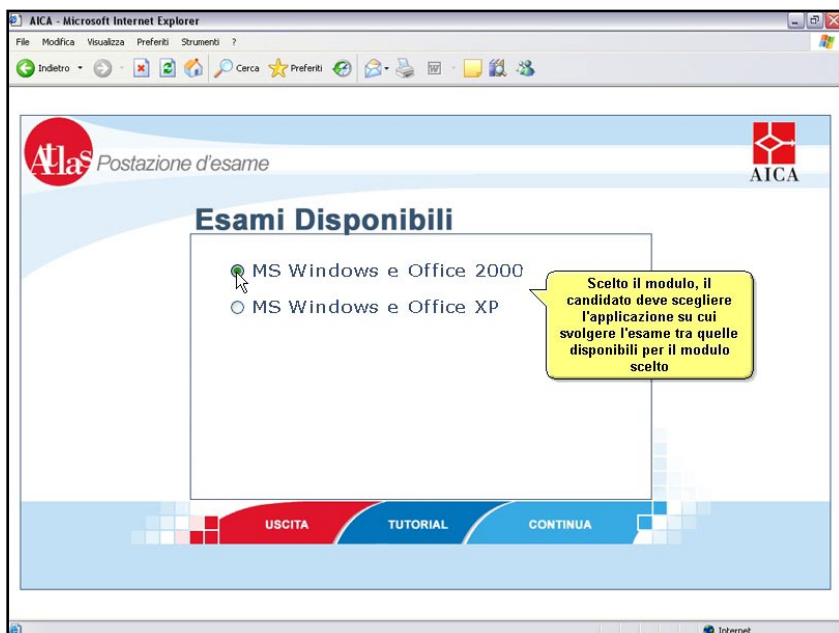 AICA - Microsoft Internet Explorer
File Modifica Visualizza Preferiti Strumenti ?
Indietro Cerca Preferiti
Atlas Postazione d'esame
AICA
Esami Disponibili
MS Windows e Office 2000
MS Windows e Office XP
Scelto il modulo, il
candidato deve scegliere
l'applicazione su cui
svolgere l'esame tra quelle
disponibili per il modulo
scelto
USCITA TUTORIAL CONTINUA
Internet